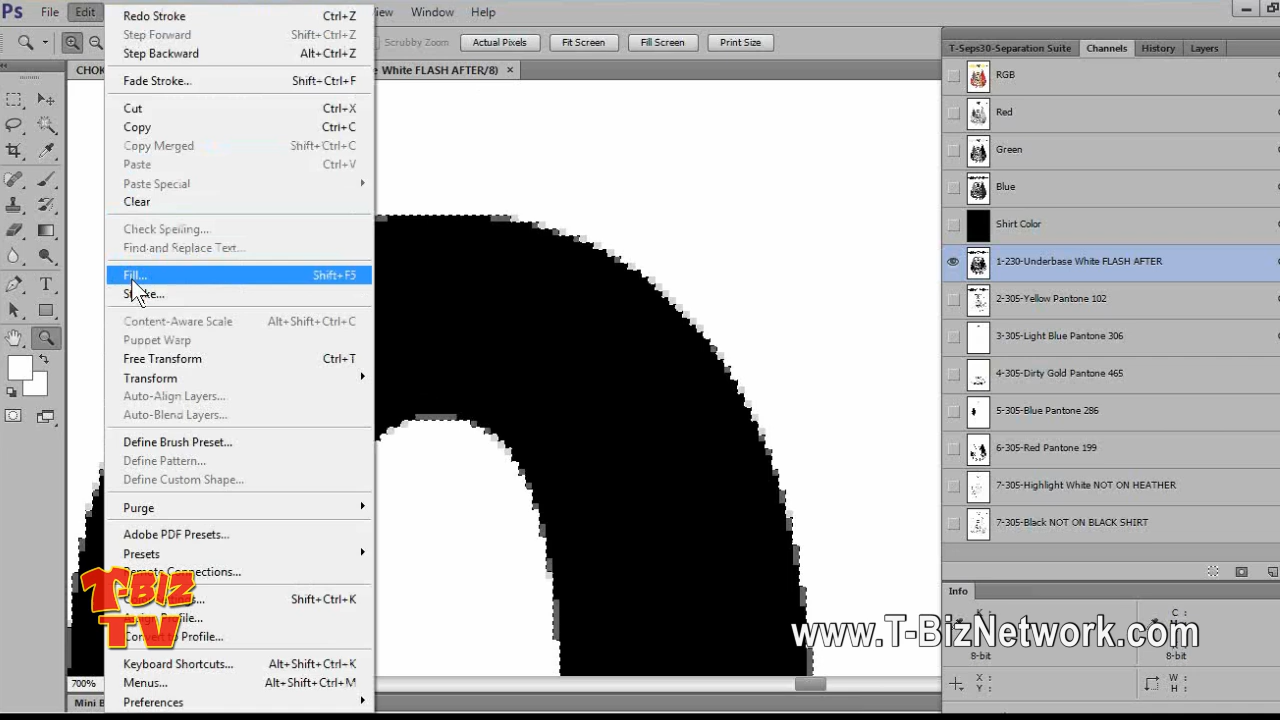 Ps File Edit View Window Help
Scrubby Zoom Actual Pixels Fit Screen Fill Screen Print Size
CHOK
White FLASH AFTER/8) ×
Redo Stroke Ctrl+Z
Step Forward Shift+Ctrl+Z
Step Backward Alt+Ctrl+Z
Fade Stroke... Shift+Ctrl+F
Cut Ctrl+X
Copy Ctrl+C
Copy Merged Shift+Ctrl+C
Paste Ctrl+V
Paste Special
Clear
Check Spelling...
Find and Replace Text...
Fill... Shift+F5
Stroke...
Content-Aware Scale Alt+Shift+Ctrl+C
Puppet Warp
Free Transform Ctrl+T
Transform
Auto-Align Layers...
Auto-Blend Layers...
Define Brush Preset...
Define Pattern...
Define Custom Shape...
Purge
Adobe PDF Presets...
Presets
Remote Connections...
Shift+Ctrl+K
Assign Profile...
Convert to Profile...
Keyboard Shortcuts... Alt+Shift+Ctrl+K
Menus... Alt+Shift+Ctrl+M
Preferences
T-Seps30-Separation Suite Channels History Layers
RGB
Red
Green
Blue
Shirt Color
1-230-Underbase White FLASH AFTER
2-305-Yellow Pantone 102
3-305-Light Blue Pantone 306
4-305-Dirty Gold Pantone 465
5-305-Blue Pantone 286
6-305-Red Pantone 199
7-305-Highlight White NOT ON HEATHER
7-305-Black NOT ON BLACK SHIRT
Info
K : C :
8-bit 8-bit
X : W :
Y : H :
T-BIZ
TV
www.T-BizNetwork.com
700%
Mini B